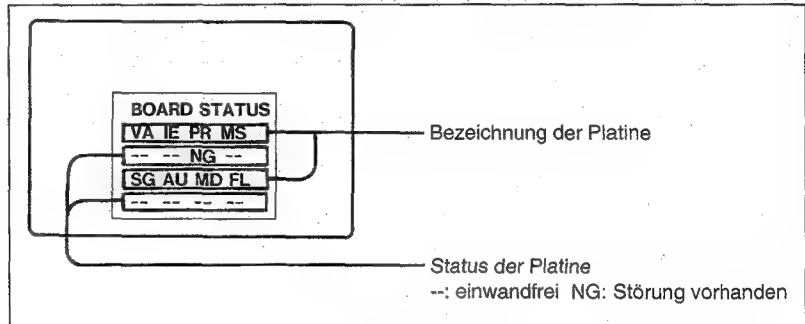 BOARD STATUS
VA IE PR MS
-- -- NG --
SG AU MD FL
-- -- -- --
Bezeichnung der Platine
Status der Platine
--: einwandfrei NG: Störung vorhanden